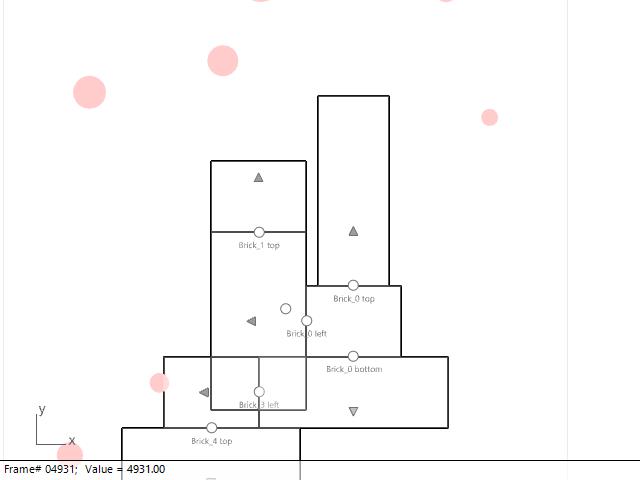 Brick_1 top
Brick_0 top
Brick_0 left
Brick_0 bottom
Brick_3 left
y
x
Brick_4 top
Frame# 04931;  Value = 4931.00